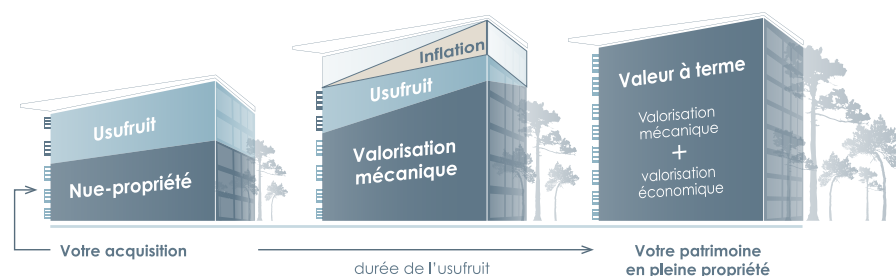 Usufruit
Nue-propriété
Inflation
Usufruit
Valorisation
mécanique
Valeur à terme
Valorisation
mécanique
+
valorisation
économique
Votre acquisition
durée de l'usufruit
Votre patrimoine
en pleine propriété